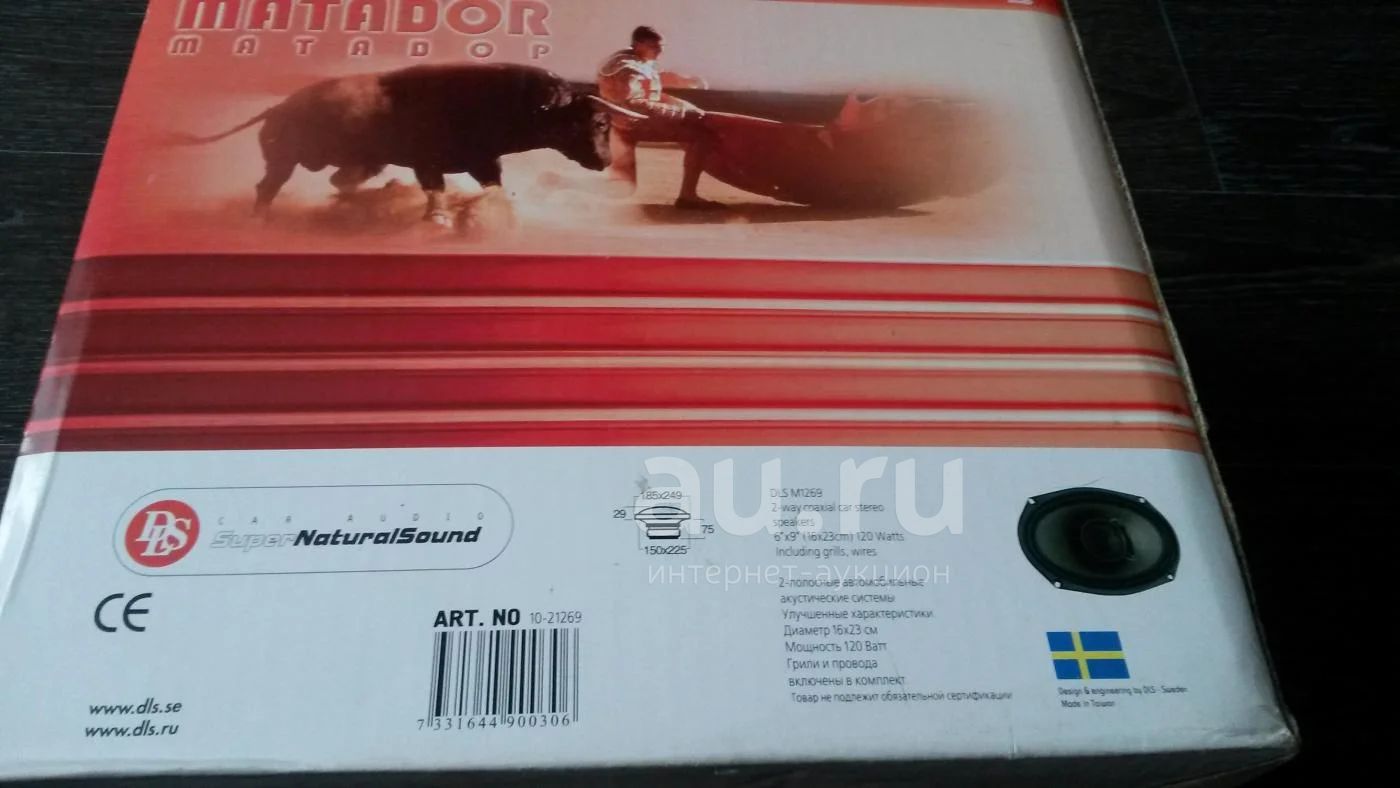 MATADOR
МАТАДОР
DLS
CAR AUDIO
SuperNaturalSound
CE
www.dls.se
www.dls.ru
ART. NO 10-21269
7 331644 900306
185x249
29
75
150x225
DLS M1269
2-way coaxial car stereo
speakers
6"x9" (16x23cm) 120 Watts
Including grills, wires
2-полосные автомобильные
акустические системы
Улучшенные характеристики
Диаметр 16x23 см
Мощность 120 Ватт
Грили и провода
включены в комплект
Товар не подлежит обязательной сертификации
Design & engineering by DLS - Sweden
Made in Taiwan
au.ru
интернет-аукцион